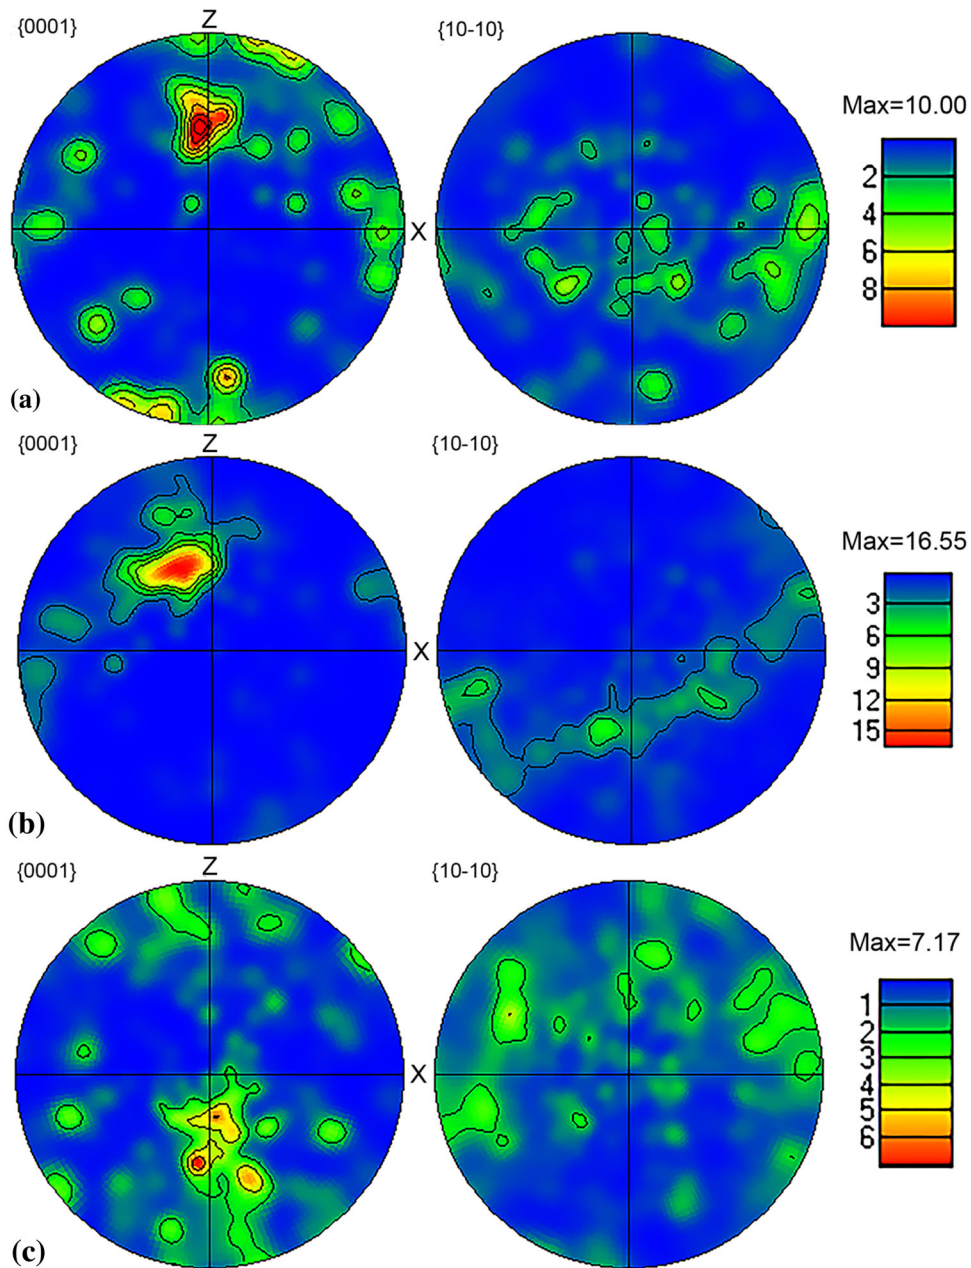 {0001}
Z
{10-10}
Max=10.00
2
4
6
8
X
(a)
{0001}
Z
{10-10}
Max=16.55
3
6
9
12
15
X
(b)
{0001}
Z
{10-10}
Max=7.17
1
2
3
4
5
6
X
(c)